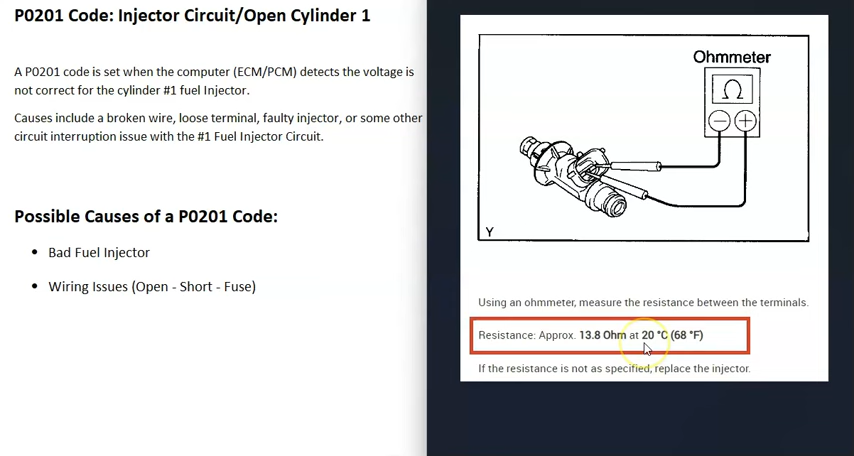 P0201 Code: Injector Circuit/Open Cylinder 1
A P0201 code is set when the computer (ECM/PCM) detects the voltage is
not correct for the cylinder #1 fuel Injector.
Causes include a broken wire, loose terminal, faulty injector, or some other
circuit interruption issue with the #1 Fuel Injector Circuit.
Possible Causes of a P0201 Code:
• Bad Fuel Injector
• Wiring Issues (Open - Short - Fuse)
Ohmmeter
Ω
− +
Y
Using an ohmmeter, measure the resistance between the terminals.
Resistance: Approx. 13.8 Ohm at 20 °C (68 °F)
If the resistance is not as specified, replace the injector.